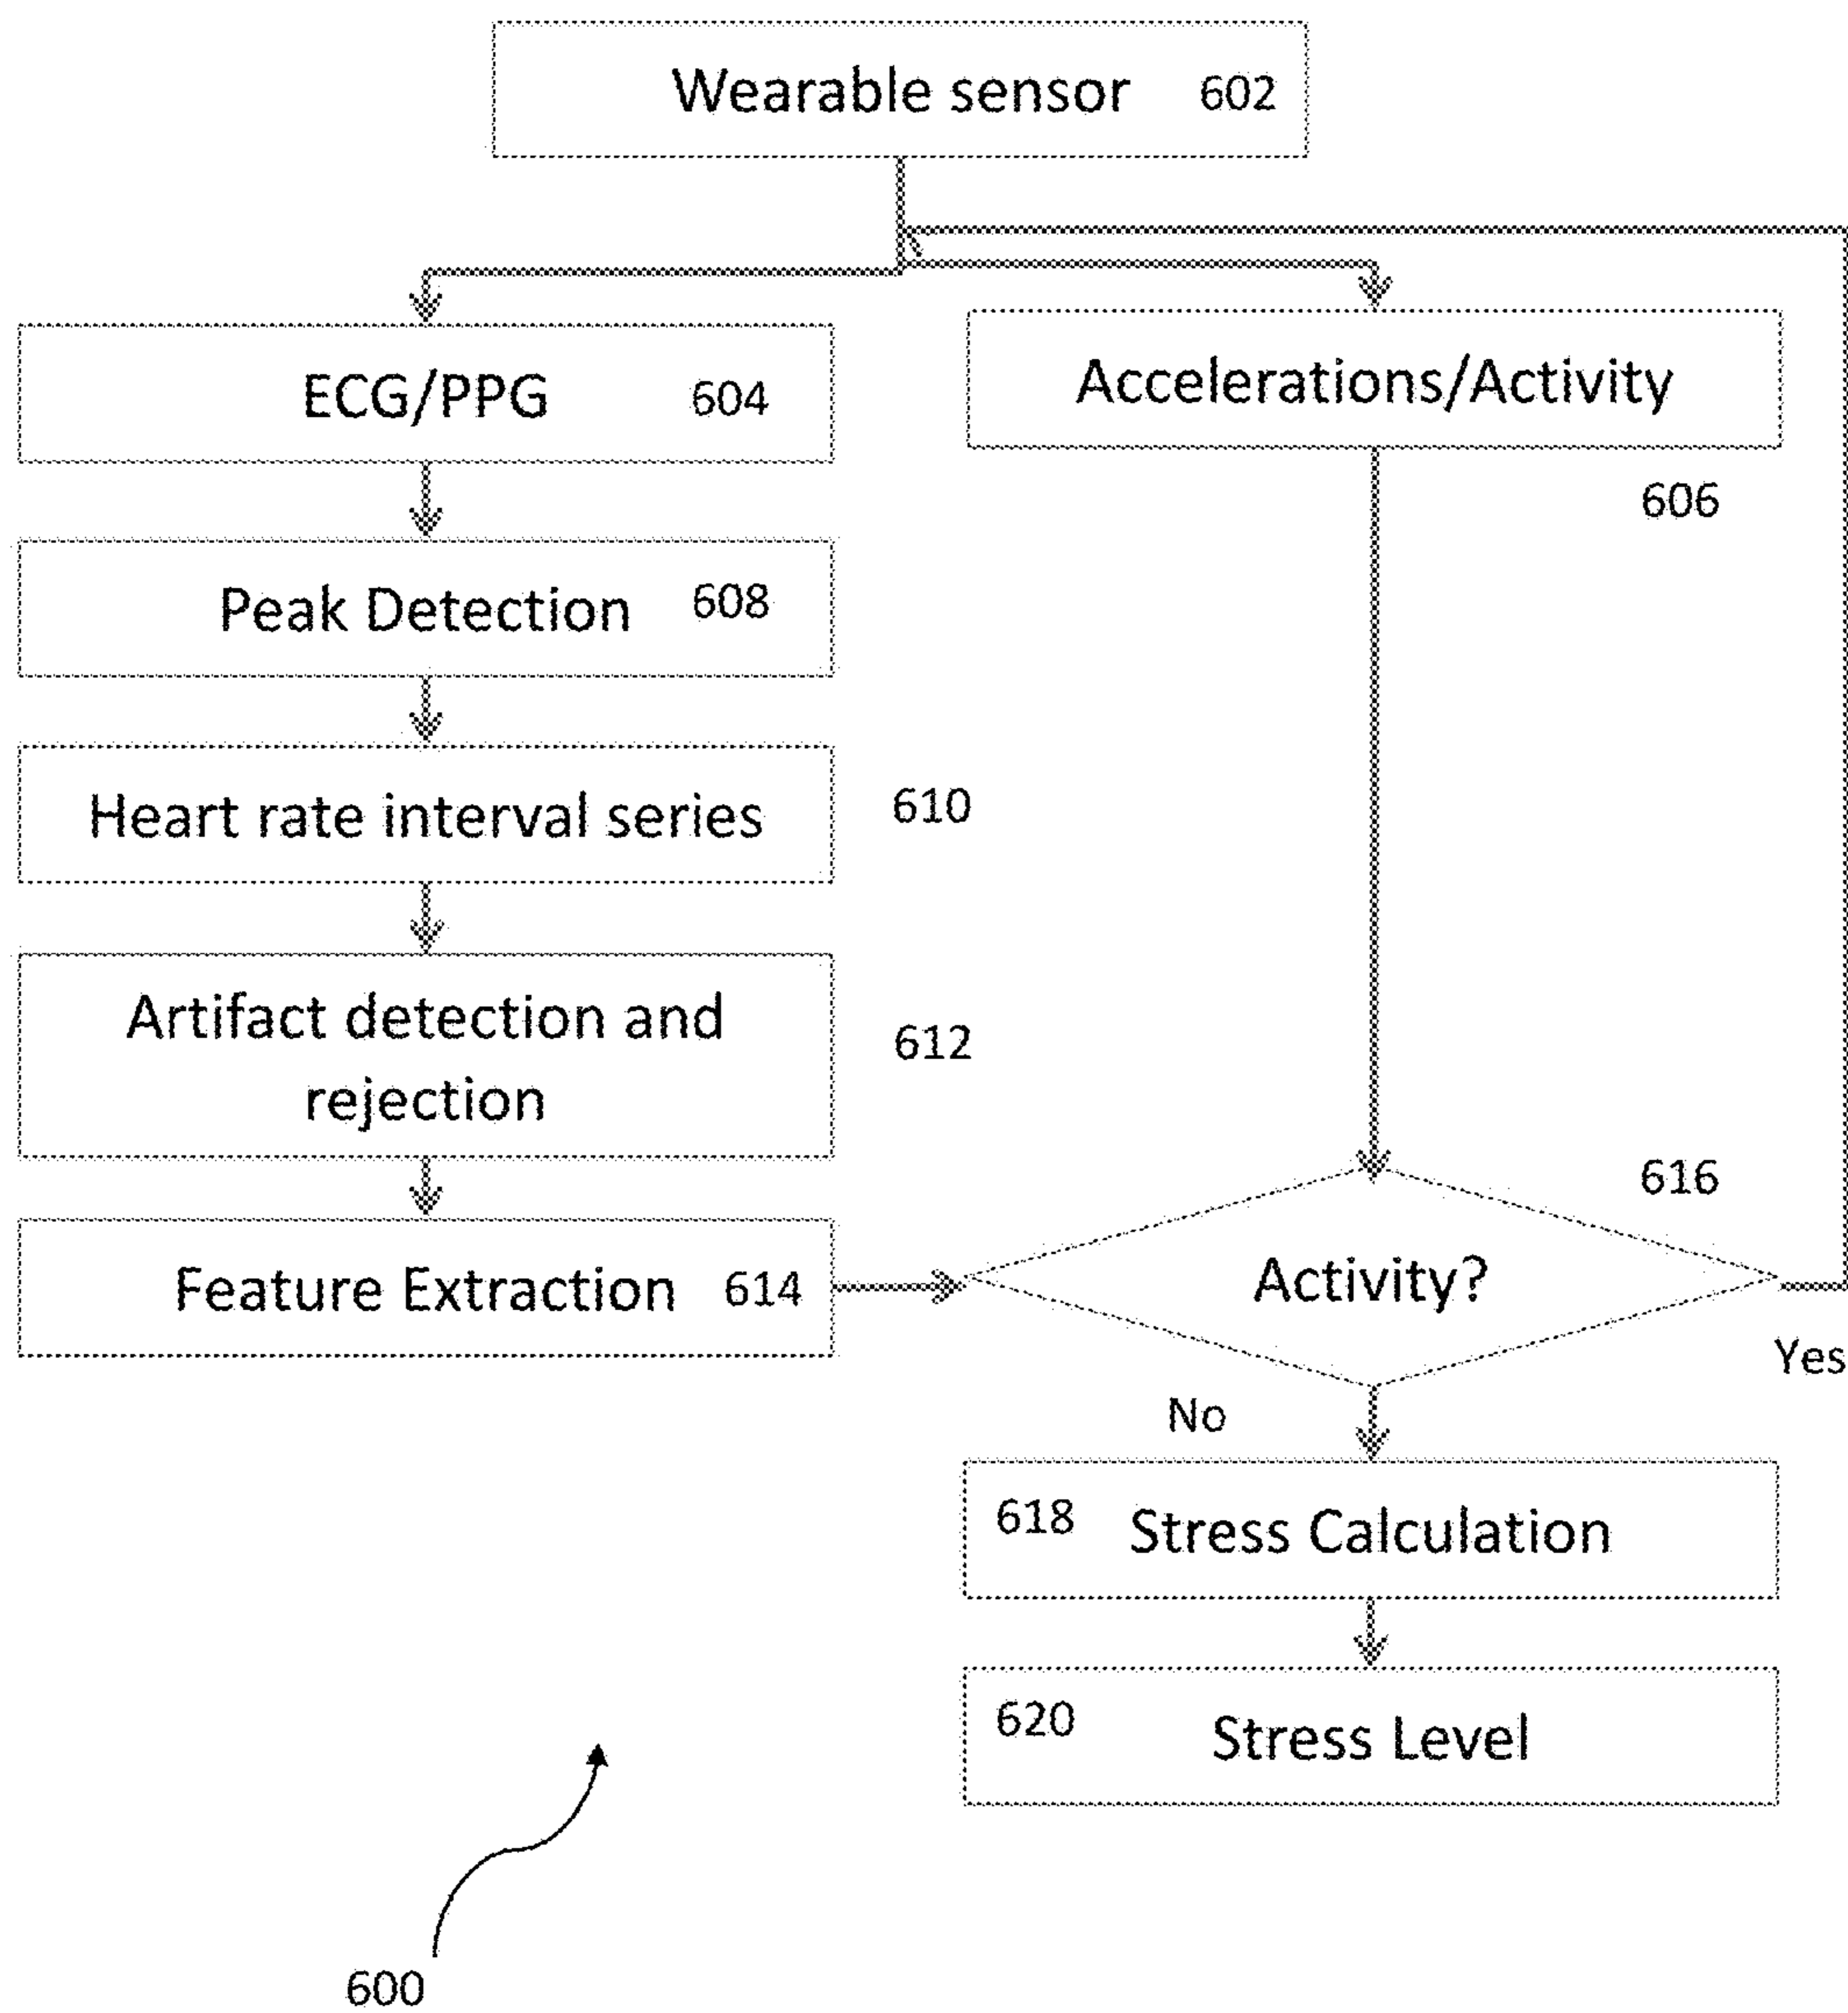 Wearable sensor 602
ECG/PPG 604
Accelerations/Activity
606
Peak Detection 608
Heart rate interval series 610
Artifact detection and
rejection
612
616
Feature Extraction 614
Activity?
Yes
No
618 Stress Calculation
620 Stress Level
600